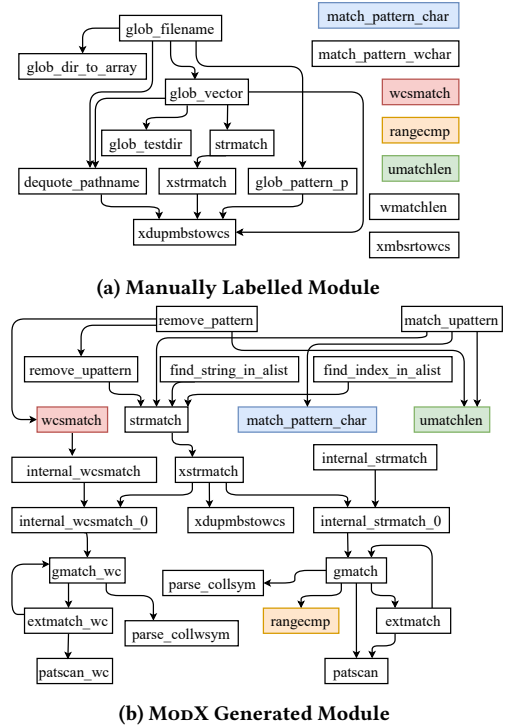 glob_filename
match_pattern_char
glob_dir_to_array
match_pattern_wchar
glob_vector
wcsmatch
glob_testdir
strmatch
rangecmp
dequote_pathname
xstrmatch
glob_pattern_p
umatchlen
wmatchlen
xdupmbstowcs
xmbsrtowcs
(a) Manually Labelled Module
remove_pattern
match_upattern
remove_upattern
find_string_in_alist
find_index_in_alist
wcsmatch
strmatch
match_pattern_char
umatchlen
internal_wcsmatch
xstrmatch
internal_strmatch
internal_wcsmatch_0
xdupmbstowcs
internal_strmatch_0
gmatch_wc
parse_collsym
gmatch
extmatch_wc
parse_collwsym
rangecmp
extmatch
patscan_wc
patscan
(b) MODX Generated Module